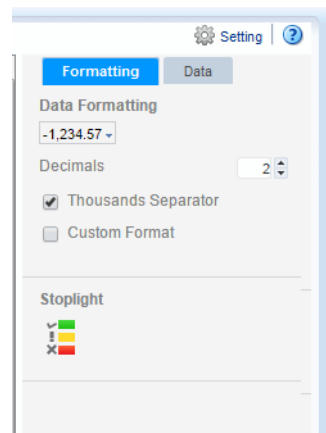 Setting ?
Formatting Data
Data Formatting
-1,234.57
Decimals 2
Thousands Separator
Custom Format
Stoplight